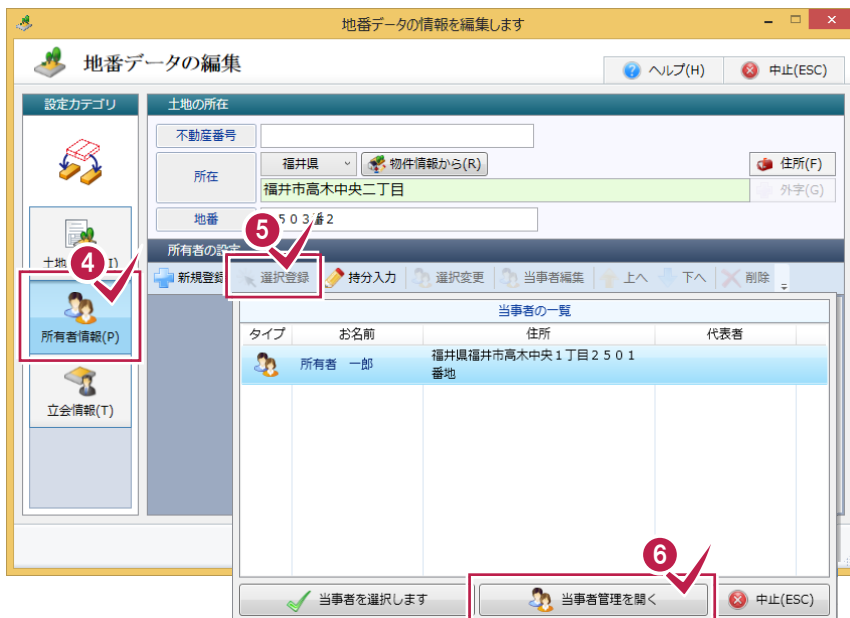 地番データの情報を編集します
地番データの編集
ヘルプ(H)
中止(ESC)
設定カテゴリ
土地の所在
不動産番号
所在
福井県
物件情報から(R)
住所(F)
福井市高木中央二丁目
外字(G)
地番
５０３番２
5
所有者の設定
4
土地
I)
新規登録
選択登録
持分入力
選択変更
当事者編集
上へ
下へ
削除
所有者情報(P)
立会情報(T)
当事者の一覧
タイプ お名前 住所 代表者
所有者　一郎
福井県福井市高木中央１丁目２５０１
番地
6
当事者を選択します
当事者管理を開く
中止(ESC)